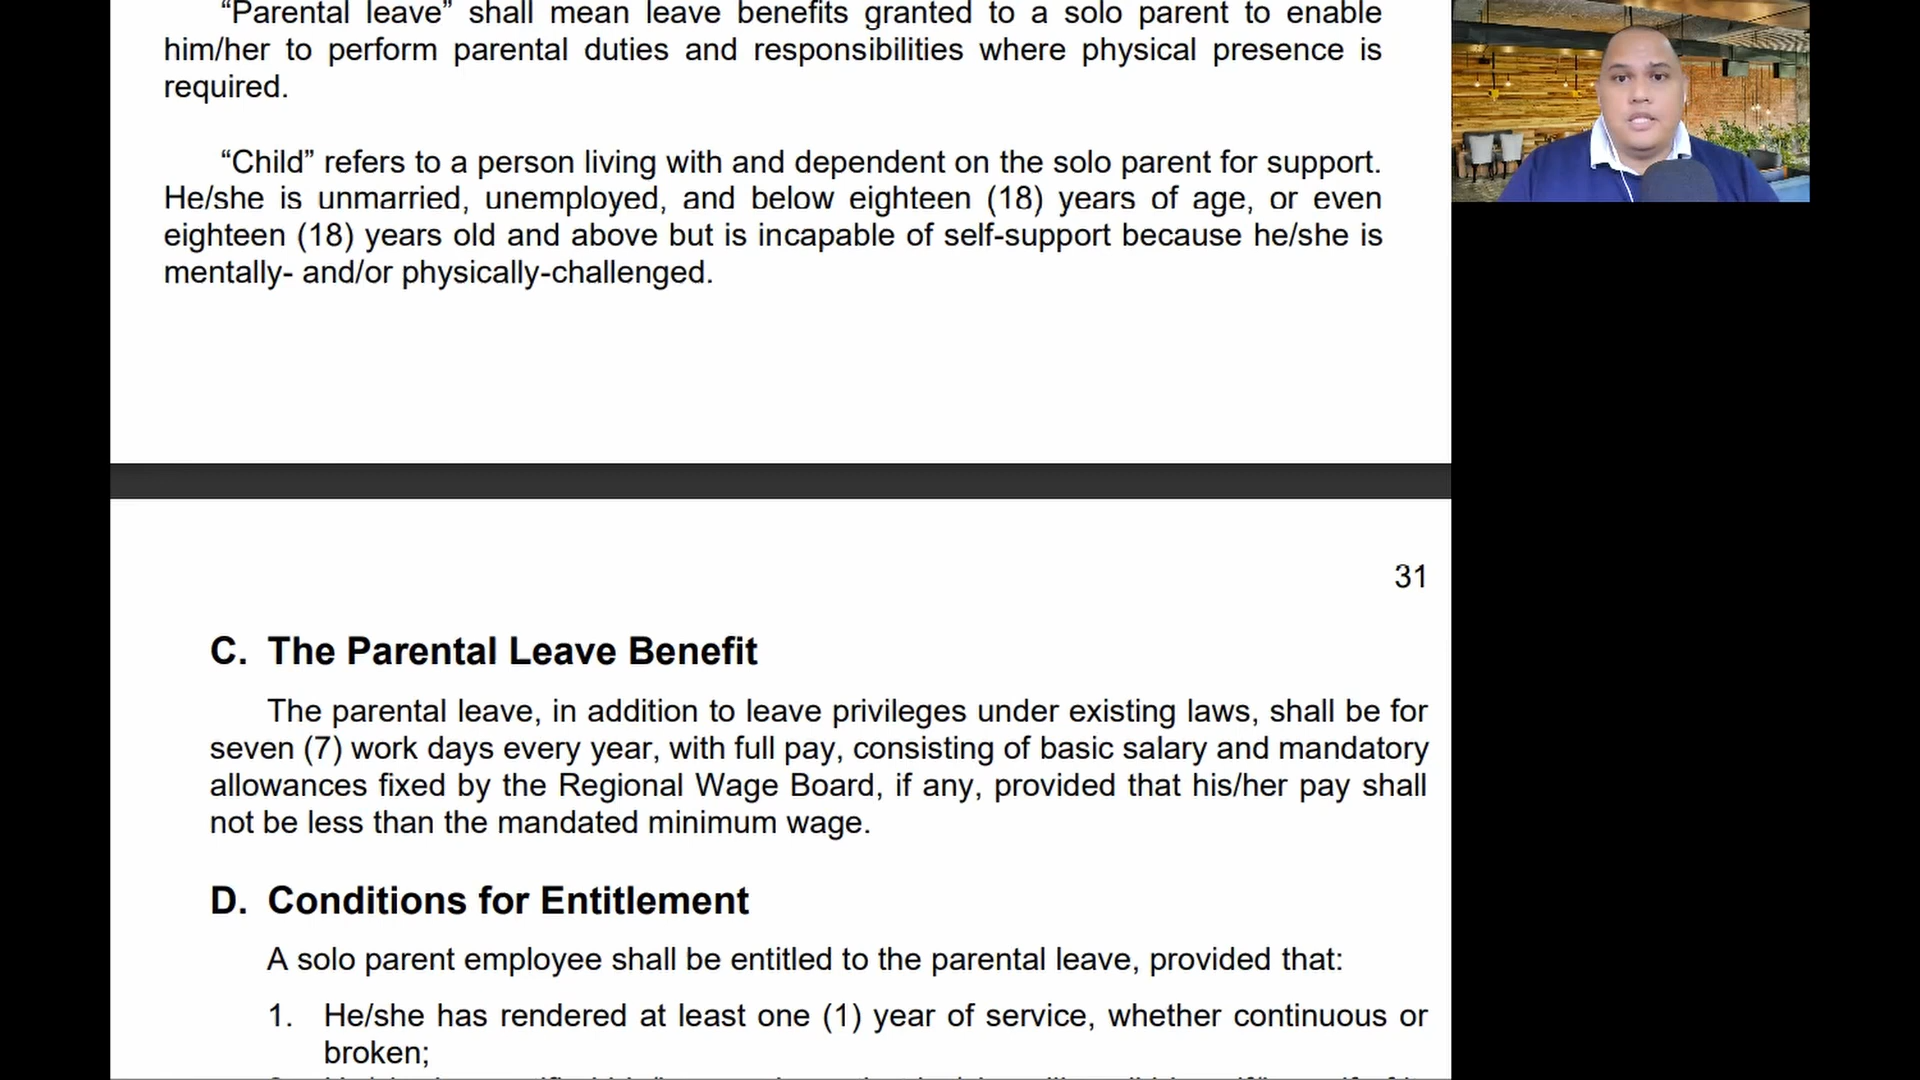 “Parental leave” shall mean leave benefits granted to a solo parent to enable
him/her to perform parental duties and responsibilities where physical presence is
required.
“Child” refers to a person living with and dependent on the solo parent for support.
He/she is unmarried, unemployed, and below eighteen (18) years of age, or even
eighteen (18) years old and above but is incapable of self-support because he/she is
mentally- and/or physically-challenged.
31
C. The Parental Leave Benefit
The parental leave, in addition to leave privileges under existing laws, shall be for
seven (7) work days every year, with full pay, consisting of basic salary and mandatory
allowances fixed by the Regional Wage Board, if any, provided that his/her pay shall
not be less than the mandated minimum wage.
D. Conditions for Entitlement
A solo parent employee shall be entitled to the parental leave, provided that:
1. He/she has rendered at least one (1) year of service, whether continuous or
broken;